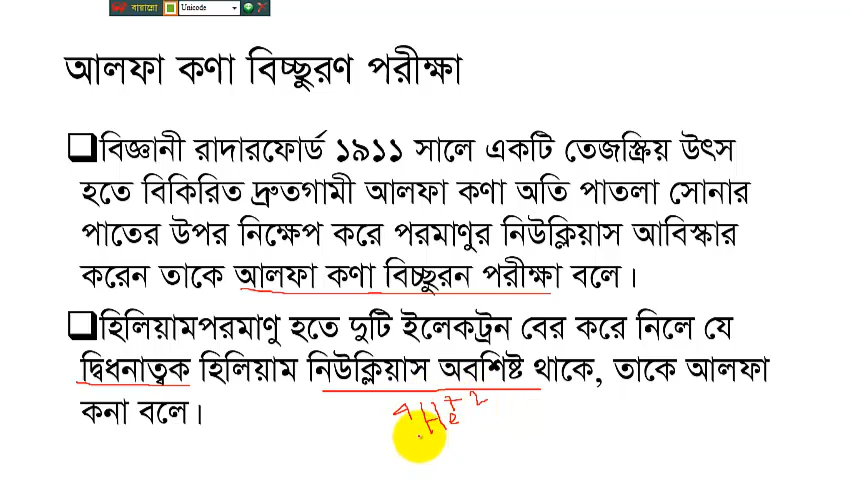 বায়ান্নো Unicode
আলফা কণা বিচ্ছুরণ পরীক্ষা
বিজ্ঞানী রাদারফোর্ড ১৯১১ সালে একটি তেজস্ক্রিয় উৎস
হতে বিকিরিত দ্রুতগামী আলফা কণা অতি পাতলা সোনার
পাতের উপর নিক্ষেপ করে পরমাণুর নিউক্লিয়াস আবিস্কার
করেন তাকে আলফা কণা বিচ্ছুরন পরীক্ষা বলে।
হিলিয়ামপরমাণু হতে দুটি ইলেকট্রন বের করে নিলে যে
দ্বিধনাত্বক হিলিয়াম নিউক্লিয়াস অবশিষ্ট থাকে, তাকে আলফা
কনা বলে।
4He+2